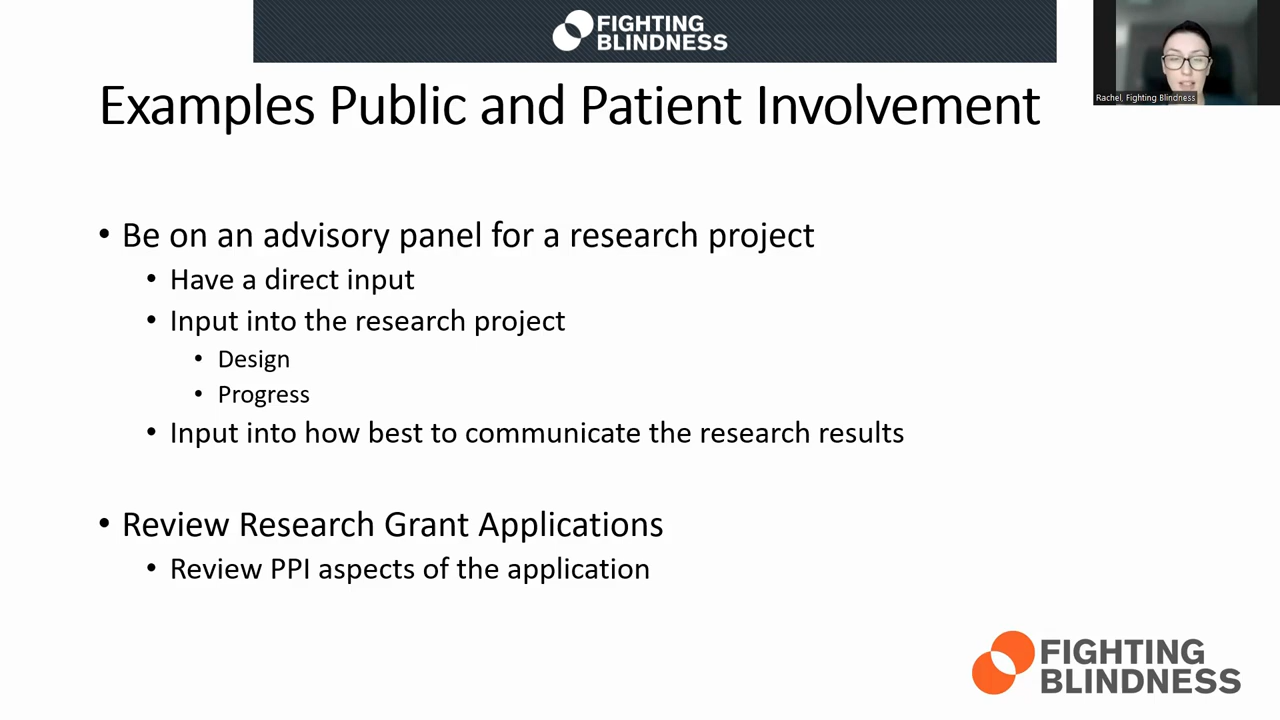 FIGHTING
BLINDNESS
Rachel, Fighting Blindness
Examples Public and Patient Involvement
• Be on an advisory panel for a research project
• Have a direct input
• Input into the research project
• Design
• Progress
• Input into how best to communicate the research results
• Review Research Grant Applications
• Review PPI aspects of the application
FIGHTING
BLINDNESS